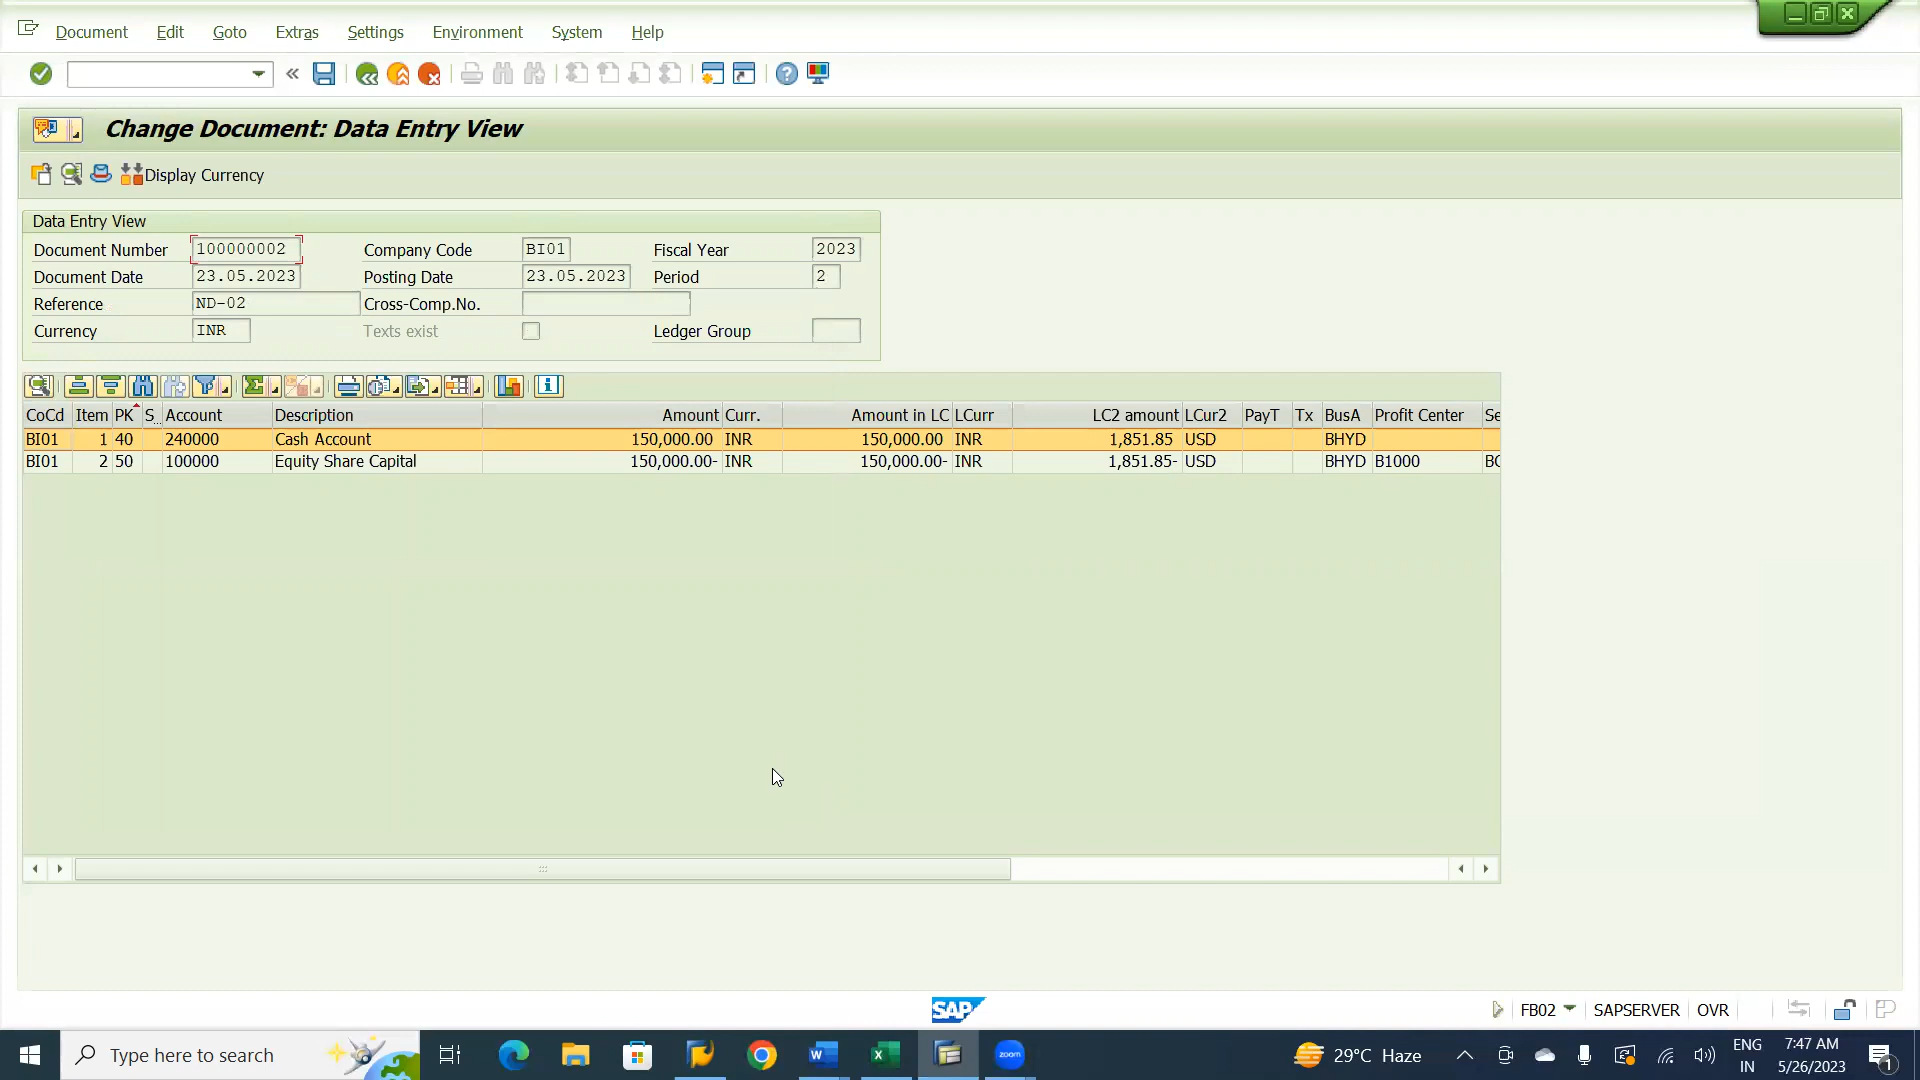 Document Edit Goto Extras Settings Environment System Help
Change Document: Data Entry View
Display Currency
Data Entry View
Document Number 100000002 Company Code BI01 Fiscal Year 2023
Document Date 23.05.2023 Posting Date 23.05.2023 Period 2
Reference ND-02 Cross-Comp.No.
Currency INR Texts exist Ledger Group
CoCd Item PK S... Account Description Amount Curr. Amount in LC LCurr LC2 amount LCur2 PayT Tx BusA Profit Center Se
BI01 1 40 240000 Cash Account 150,000.00 INR 150,000.00 INR 1,851.85 USD BHYD
BI01 2 50 100000 Equity Share Capital 150,000.00- INR 150,000.00- INR 1,851.85- USD BHYD B1000
SAP FB02 SAPSERVER OVR
Type here to search zoom 29°C Haze ENG IN 7:47 AM 5/26/2023 1